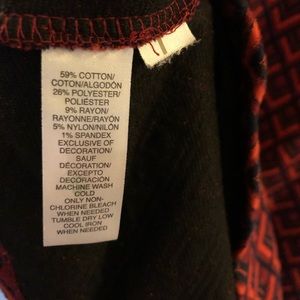 59% COTTON/
COTON/ALGODÓN
26% POLYESTER/
POLIÉSTER
9% RAYON/
RAYONNE/RAYÓN
5% NYLON/NILÓN
1% SPANDEX
EXCLUSIVE OF
DECORATION/
SAUF
DÉCORATION/
EXCEPTO
DECORACIÓN
MACHINE WASH
COLD
ONLY NON-
CHLORINE BLEACH
WHEN NEEDED
TUMBLE DRY LOW
COOL IRON
WHEN NEEDED